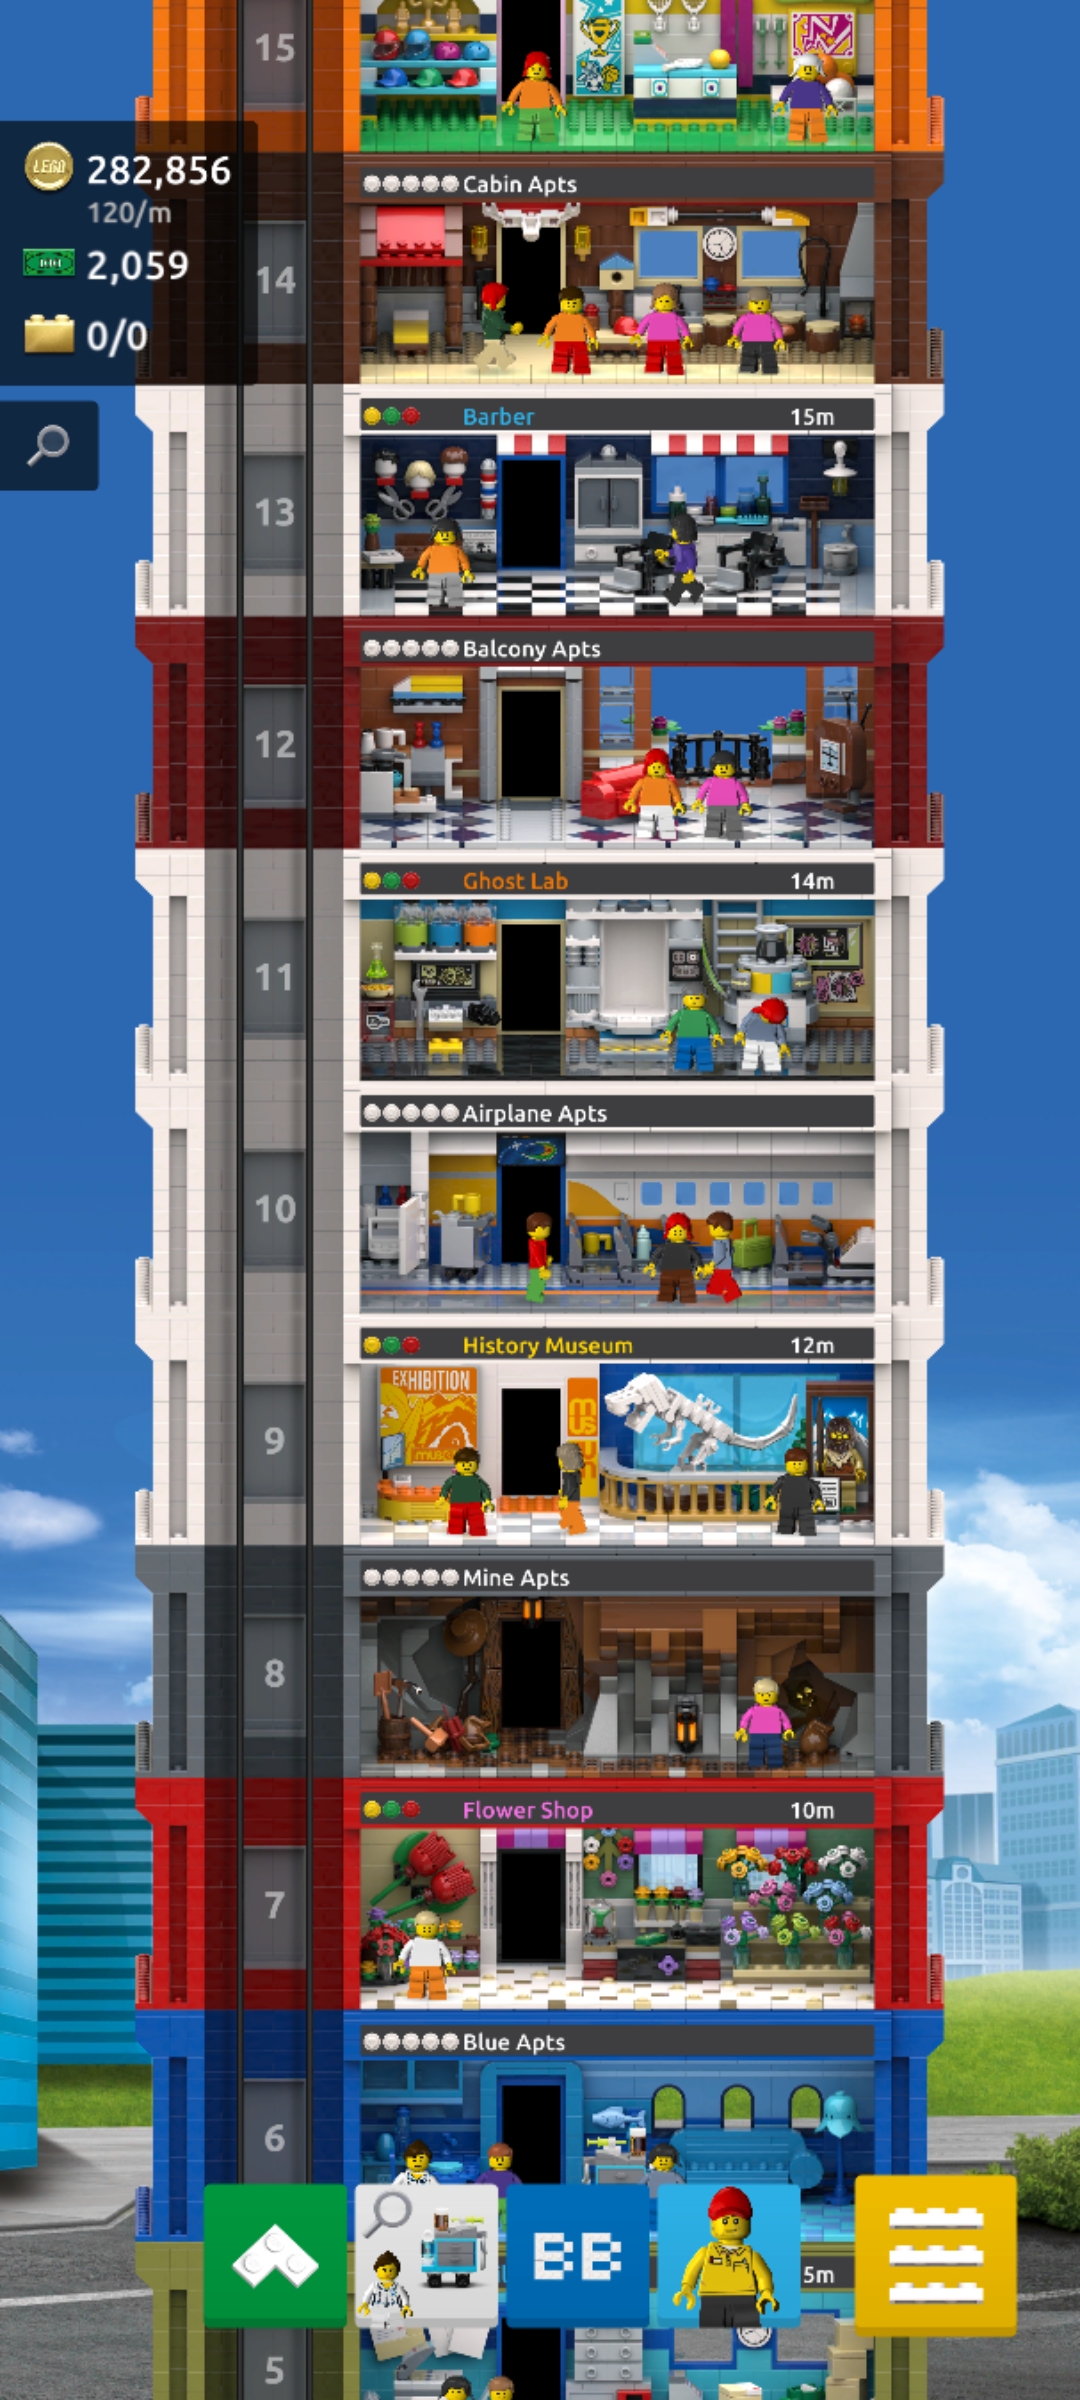 15
LEGO
282,856
120/m
2,059
0/0
Cabin Apts
14
Barber
15m
13
Balcony Apts
12
Ghost Lab
14m
11
Airplane Apts
10
History Museum
12m
EXHIBITION
9
Mine Apts
8
Flower Shop
10m
7
Blue Apts
6
BB
5m
5